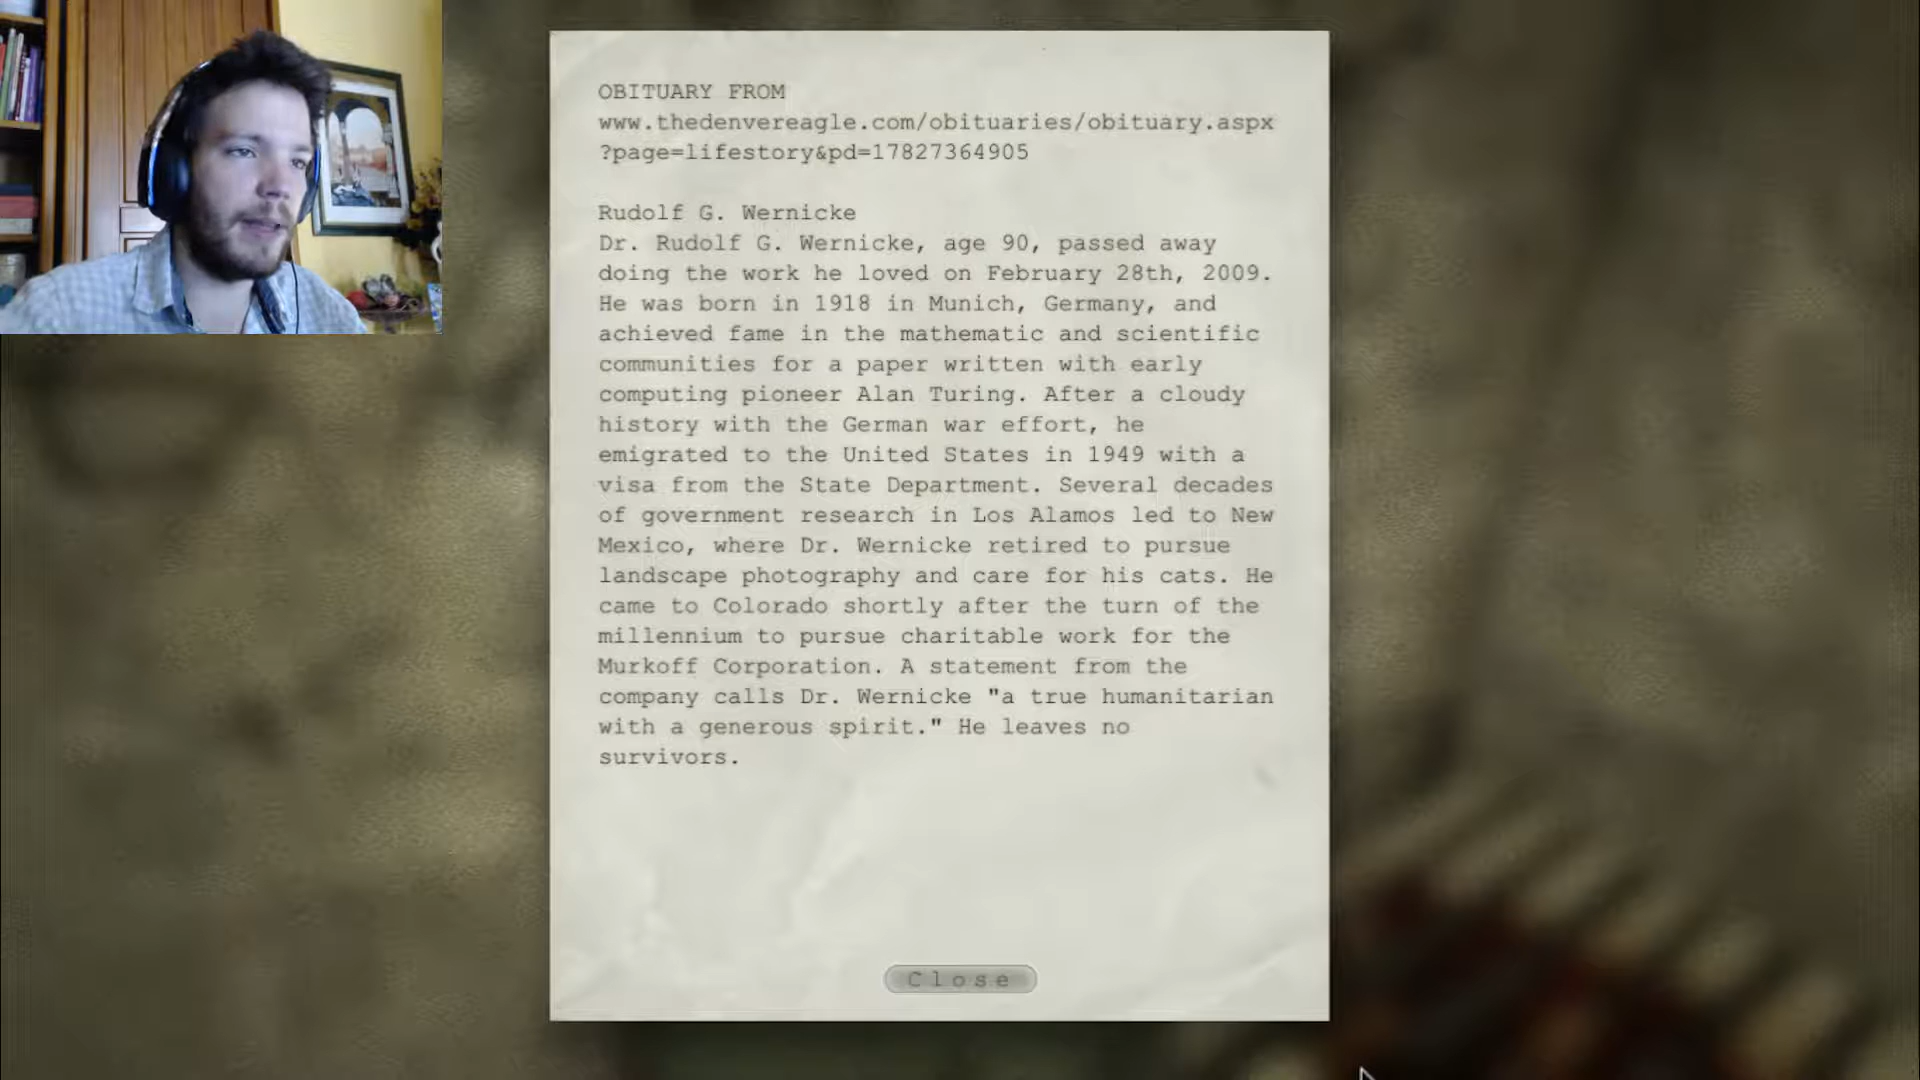 OBITUARY FROM
www.thedenvereagle.com/obituaries/obituary.aspx
?page=lifestory&pd=17827364905
Rudolf G. Wernicke
Dr. Rudolf G. Wernicke, age 90, passed away
doing the work he loved on February 28th, 2009.
He was born in 1918 in Munich, Germany, and
achieved fame in the mathematic and scientific
communities for a paper written with early
computing pioneer Alan Turing. After a cloudy
history with the German war effort, he
emigrated to the United States in 1949 with a
visa from the State Department. Several decades
of government research in Los Alamos led to New
Mexico, where Dr. Wernicke retired to pursue
landscape photography and care for his cats. He
came to Colorado shortly after the turn of the
millennium to pursue charitable work for the
Murkoff Corporation. A statement from the
company calls Dr. Wernicke "a true humanitarian
with a generous spirit." He leaves no
survivors.
Close